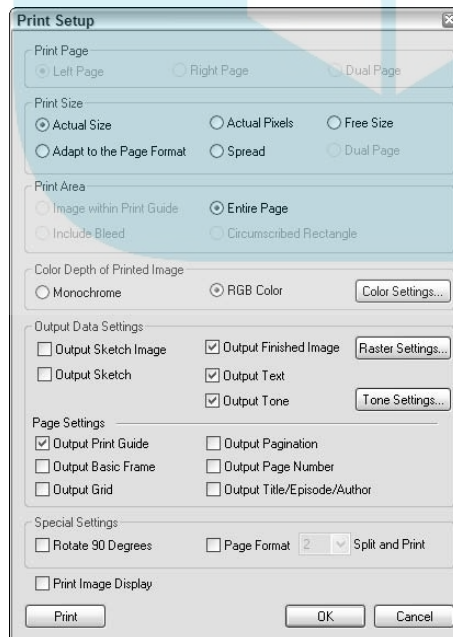 Print Setup
Print Page
Left Page Right Page Dual Page
Print Size
Actual Size Actual Pixels Free Size
Adapt to the Page Format Spread Dual Page
Print Area
Image within Print Guide Entire Page
Include Bleed Circumscribed Rectangle
Color Depth of Printed Image
Monochrome RGB Color Color Settings...
Output Data Settings
Output Sketch Image Output Finished Image Raster Settings...
Output Sketch Output Text
Output Tone Tone Settings...
Page Settings
Output Print Guide Output Pagination
Output Basic Frame Output Page Number
Output Grid Output Title/Episode/Author
Special Settings
Rotate 90 Degrees Page Format 2 Split and Print
Print Image Display
Print OK Cancel